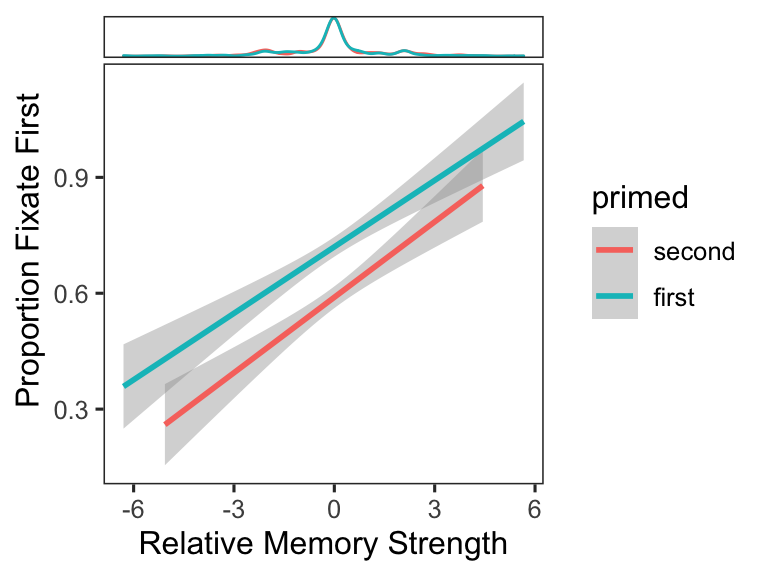 Proportion Fixate First
0.9
0.6
0.3
-6 -3 0 3 6
Relative Memory Strength
primed
second
first